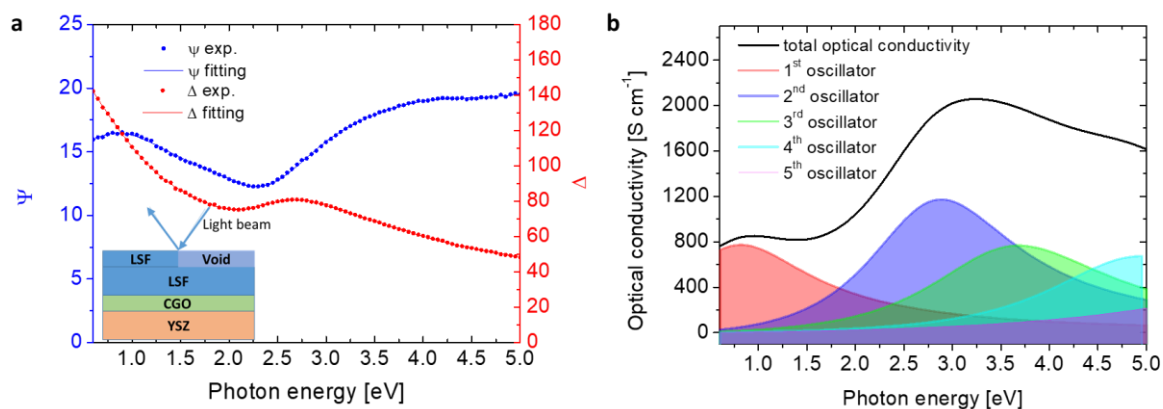 a
Ψ
25
20
15
10
5
0
ψ exp.
ψ fitting
Δ exp.
Δ fitting
Light beam
LSF Void
LSF
CGO
YSZ
180
160
140
120
100
80
60
40
20
0
Δ
1.0 1.5 2.0 2.5 3.0 3.5 4.0 4.5 5.0
Photon energy [eV]
b
Optical conductivity [S cm⁻¹]
2400
2000
1600
1200
800
400
0
total optical conductivity
1st oscillator
2nd oscillator
3rd oscillator
4th oscillator
5th oscillator
1.0 1.5 2.0 2.5 3.0 3.5 4.0 4.5 5.0
Photon energy [eV]